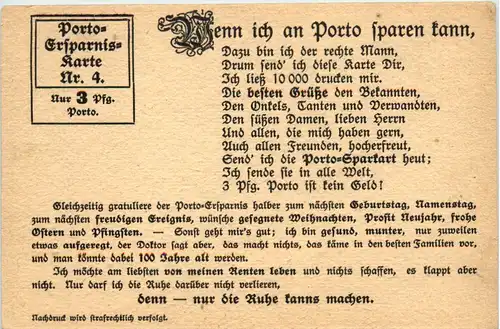 Porto-
Ersparnis-
Karte
Nr. 4.
Nur 3 Pfg.
Porto.
Wenn ich an Porto sparen kann,
Dazu bin ich der rechte Mann,
Drum send' ich diese Karte Dir,
Ich ließ 10 000 drucken mir.
Die besten Grüße den Bekannten,
Den Onkels, Tanten und Verwandten,
Den süßen Damen, lieben Herrn
Und allen, die mich haben gern,
Auch allen Freunden, hocherfreut,
Send' ich die Porto-Sparkart heut;
Ich sende sie in alle Welt,
3 Pfg. Porto ist kein Geld!
Gleichzeitig gratuliere der Porto-Ersparnis halber zum nächsten Geburtstag, Namenstag,
zum nächsten freudigen Ereignis, wünsche gesegnete Weihnachten, Prosit Neujahr, frohe
Ostern und Pfingsten. — Sonst geht mir's gut; ich bin gesund, munter, nur zuweilen
etwas aufgeregt, der Doktor sagt aber, das macht nichts, das käme in den besten Familien vor,
und man könnte dabei 100 Jahre alt werden.
Ich möchte am liebsten von meinen Renten leben und nichts schaffen, es klappt aber
nicht. Nur darf ich die Ruhe darüber nicht verlieren,
denn — nur die Ruhe kanns machen.
Nachdruck wird strafrechtlich verfolgt.